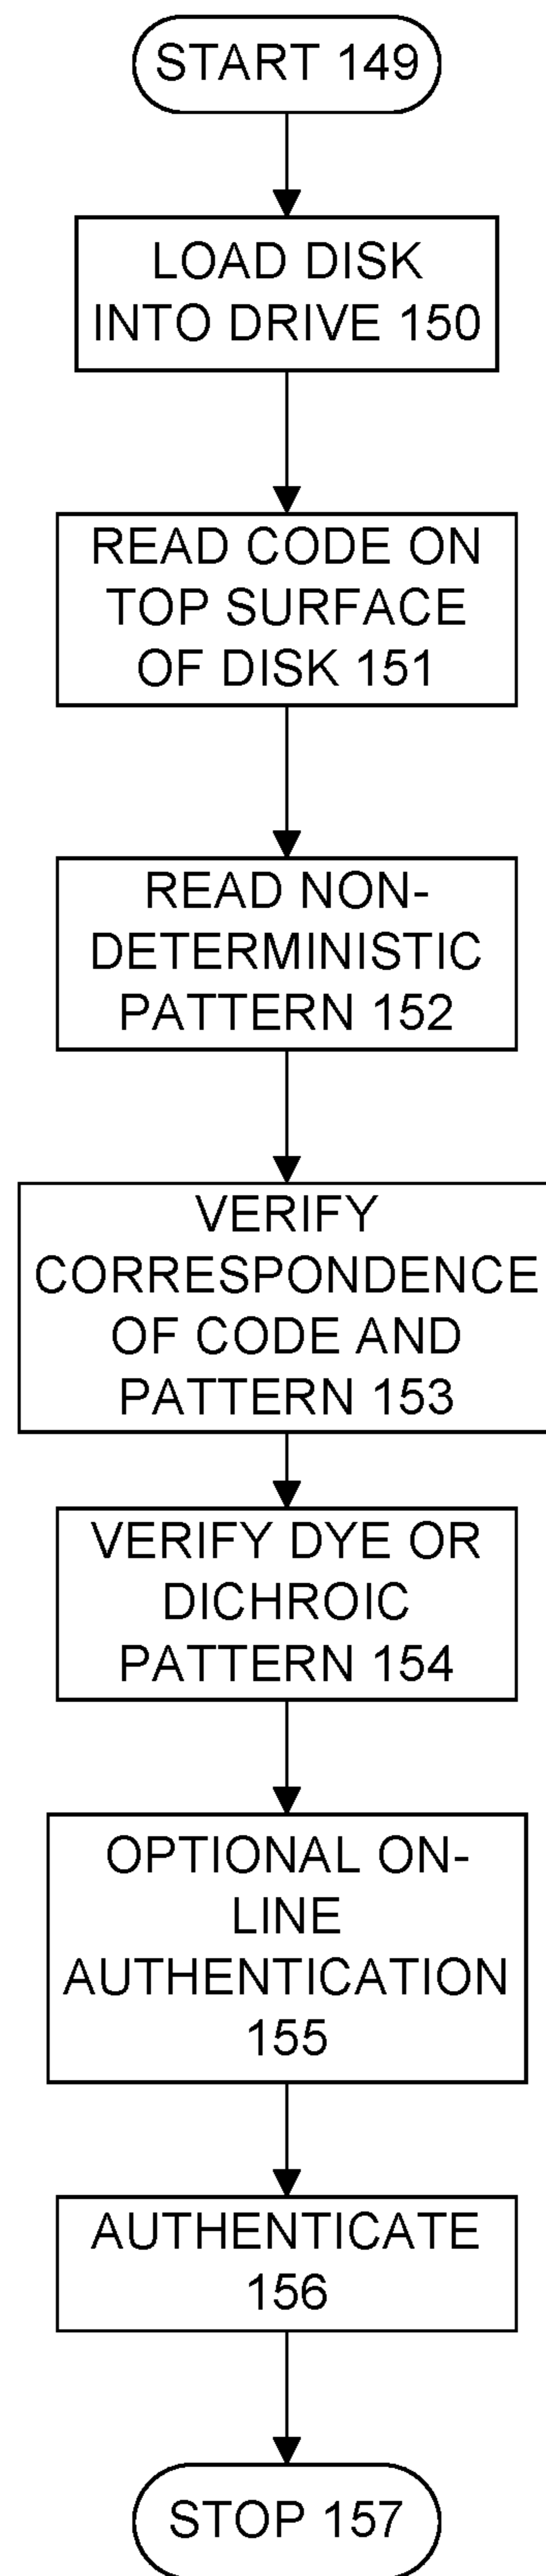 START 149
LOAD DISK
INTO DRIVE 150
READ CODE ON
TOP SURFACE
OF DISK 151
READ NON-
DETERMINISTIC
PATTERN 152
VERIFY
CORRESPONDENCE
OF CODE AND
PATTERN 153
VERIFY DYE OR
DICHROIC
PATTERN 154
OPTIONAL ON-
LINE
AUTHENTICATION
155
AUTHENTICATE
156
STOP 157